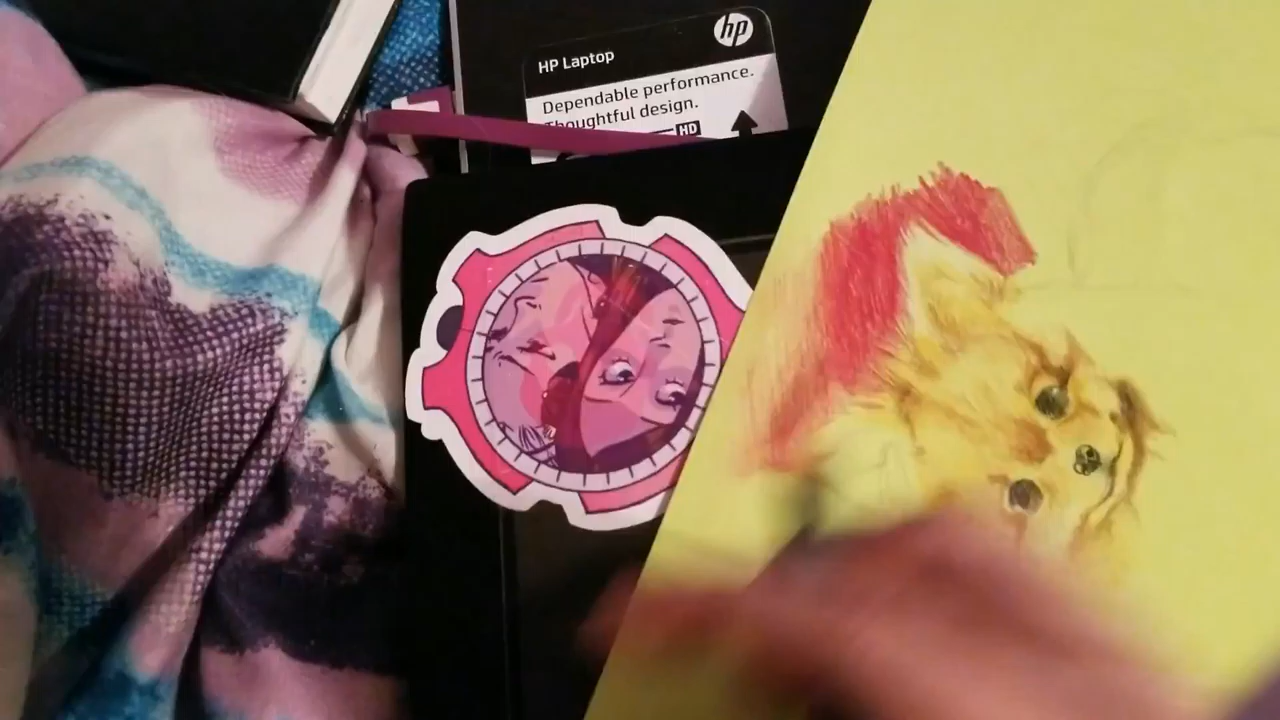 hp
HP Laptop
Dependable performance.
Thoughtful design.
HD